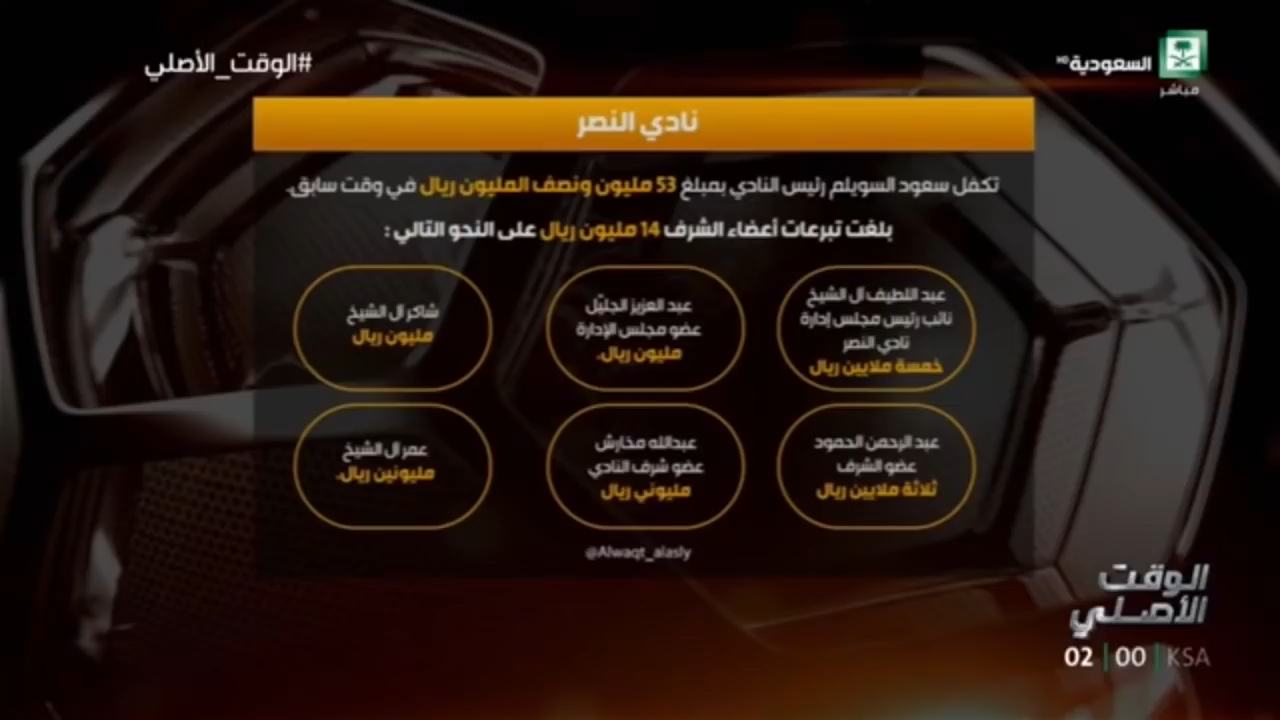 #الوقت_الأصلي
السعودية HD
مباشر
نادي النصر
تكفل سعود السويلم رئيس النادي بمبلغ 53 مليون ونصف المليون ريال في وقت سابق.
بلغت تبرعات أعضاء الشرف 14 مليون ريال على النحو التالي :
عبد اللطيف آل الشيخ
نائب رئيس مجلس إدارة
نادي النصر
خمسة ملايين ريال
عبد العزيز الجليّل
عضو مجلس الإدارة
مليون ريال.
شاكر آل الشيخ
مليون ريال
عبد الرحمن الحمود
عضو الشرف
ثلاثة ملايين ريال
عبدالله مخارش
عضو شرف النادي
مليوني ريال
عمر آل الشيخ
مليونين ريال.
@Alwaqt_alasly
الوقت
الأصلي
02 | 00 | KSA